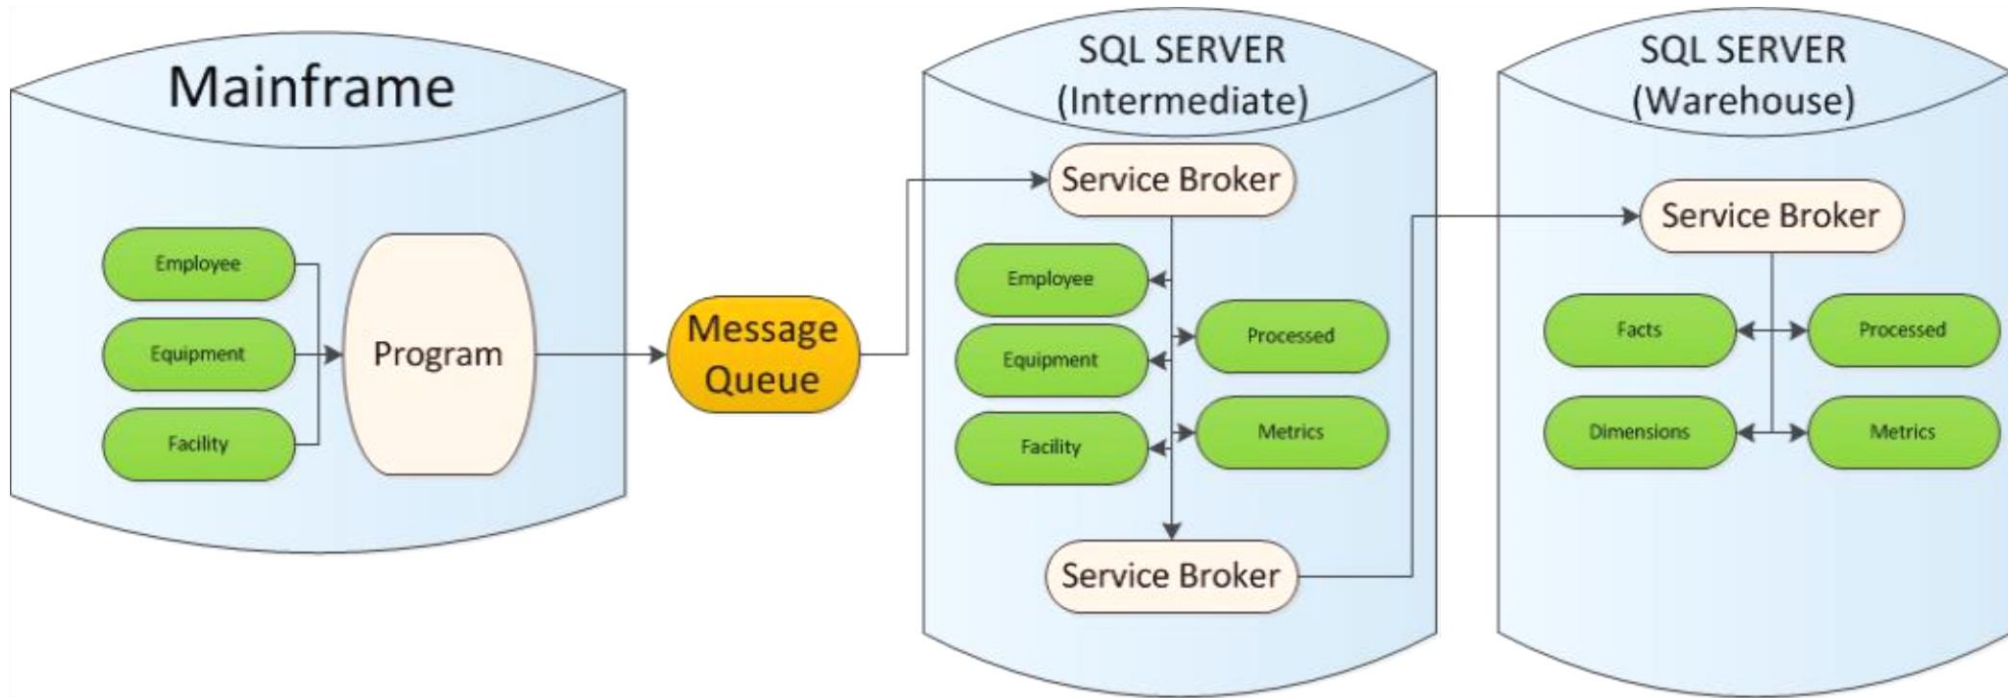 Mainframe
Employee
Equipment
Facility
Program
Message
Queue
SQL SERVER
(Intermediate)
Service Broker
Employee
Equipment
Facility
Processed
Metrics
Service Broker
SQL SERVER
(Warehouse)
Service Broker
Facts
Processed
Dimensions
Metrics